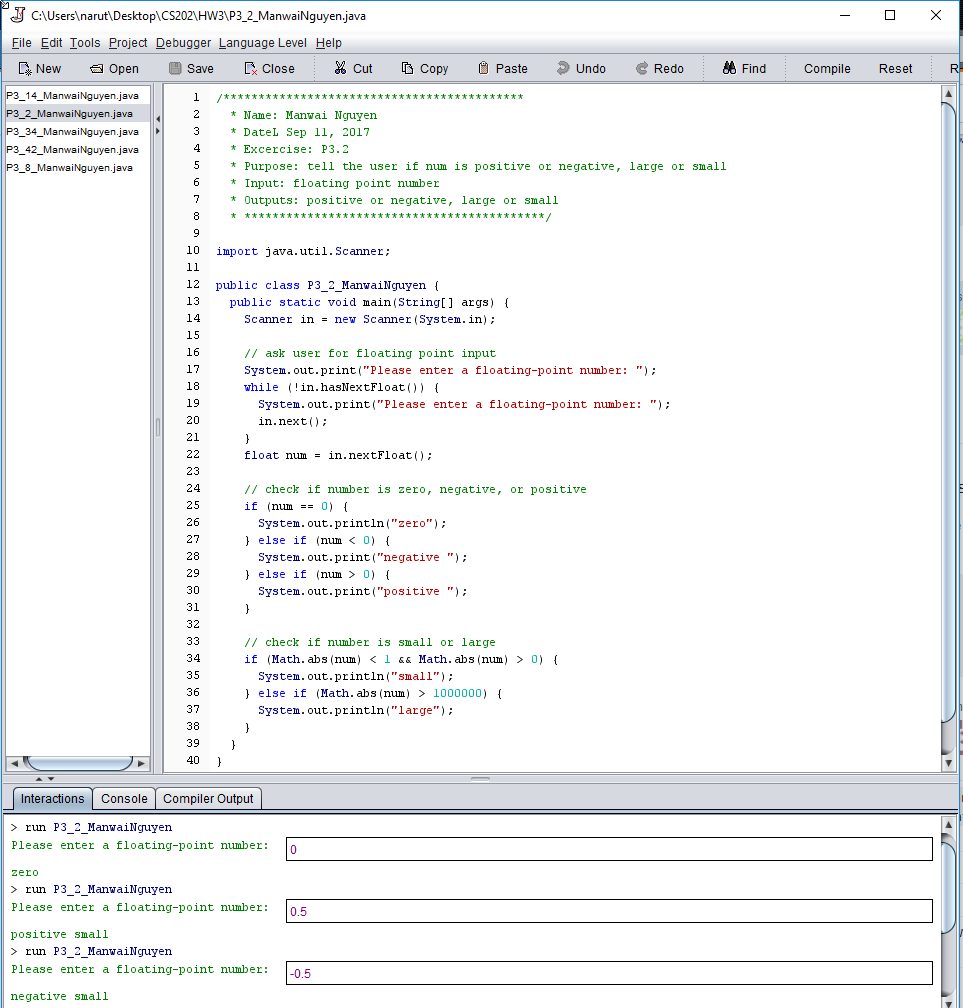 C:\Users\narut\Desktop\CS202\HW3\P3_2_ManwaiNguyen.java
File Edit Tools Project Debugger Language Level Help
New Open Save Close Cut Copy Paste Undo Redo Find Compile Reset R
P3_14_ManwaiNguyen.java
P3_2_ManwaiNguyen.java
P3_34_ManwaiNguyen.java
P3_42_ManwaiNguyen.java
P3_8_ManwaiNguyen.java
1 /*******************************************
2 * Name: Manwai Nguyen
3 * DateL Sep 11, 2017
4 * Excercise: P3.2
5 * Purpose: tell the user if num is positive or negative, large or small
6 * Input: floating point number
7 * Outputs: positive or negative, large or small
8 * *******************************************/
9
10 import java.util.Scanner;
11
12 public class P3_2_ManwaiNguyen {
13 public static void main(String[] args) {
14 Scanner in = new Scanner(System.in);
15
16 // ask user for floating point input
17 System.out.print("Please enter a floating-point number: ");
18 while (!in.hasNextFloat()) {
19 System.out.print("Please enter a floating-point number: ");
20 in.next();
21 }
22 float num = in.nextFloat();
23
24 // check if number is zero, negative, or positive
25 if (num == 0) {
26 System.out.println("zero");
27 } else if (num < 0) {
28 System.out.print("negative ");
29 } else if (num > 0) {
30 System.out.print("positive ");
31 }
32
33 // check if number is small or large
34 if (Math.abs(num) < 1 && Math.abs(num) > 0) {
35 System.out.println("small");
36 } else if (Math.abs(num) > 1000000) {
37 System.out.println("large");
38 }
39 }
40 }
Interactions Console Compiler Output
> run P3_2_ManwaiNguyen
Please enter a floating-point number: 0
zero
> run P3_2_ManwaiNguyen
Please enter a floating-point number: 0.5
positive small
> run P3_2_ManwaiNguyen
Please enter a floating-point number: -0.5
negative small